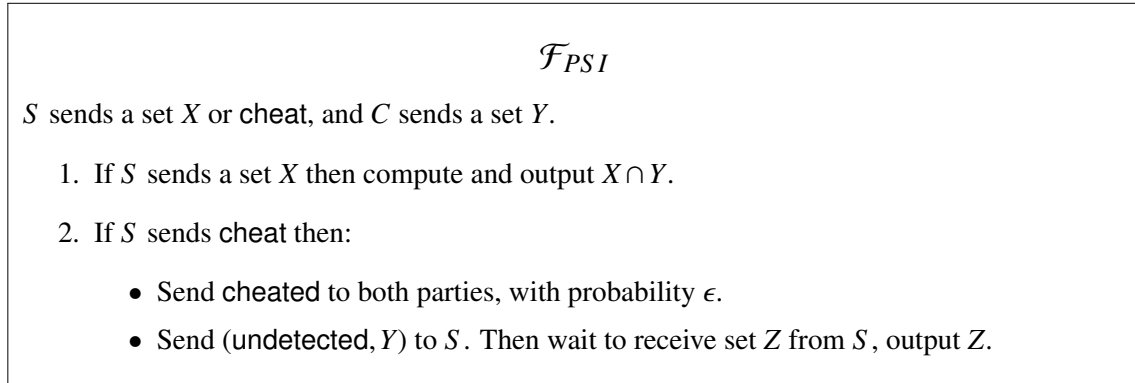 ℱ_PSI
S sends a set X or cheat, and C sends a set Y.
1. If S sends a set X then compute and output X ∩ Y.
2. If S sends cheat then:
• Send cheated to both parties, with probability ϵ.
• Send (undetected, Y) to S. Then wait to receive set Z from S, output Z.